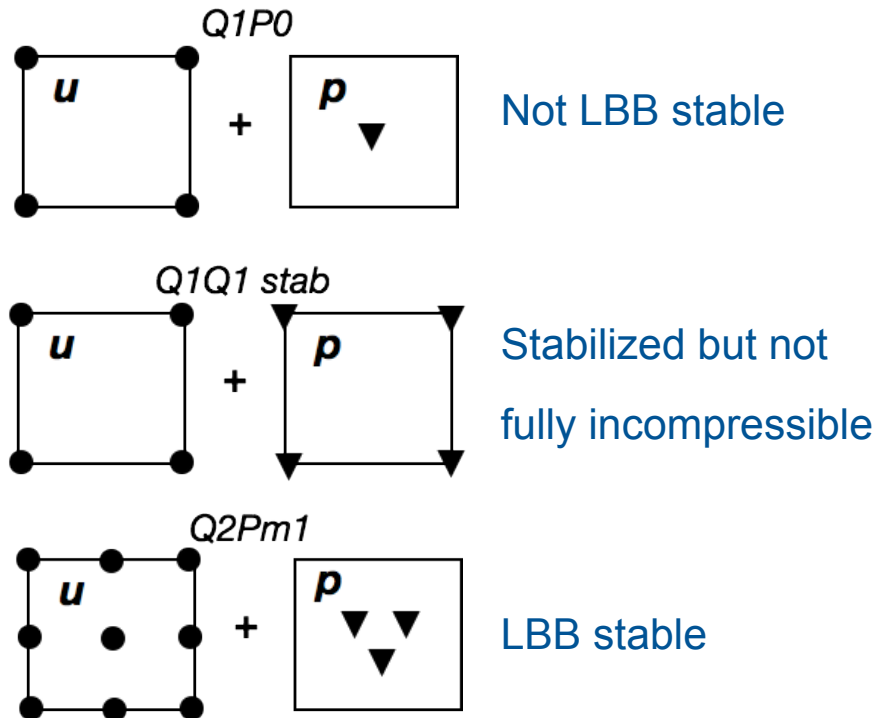 Q1P0
u
+
p
Not LBB stable
Q1Q1 stab
u
+
p
Stabilized but not
fully incompressible
Q2Pm1
u
+
p
LBB stable